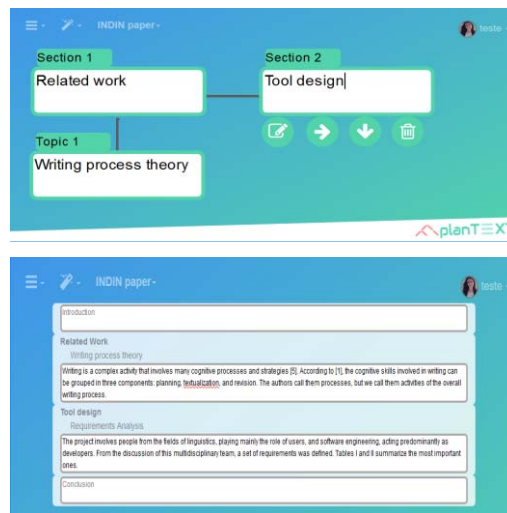 INDIN paper
teste
Section 1
Section 2
Related work
Tool design
Topic 1
Writing process theory
planTEX
INDIN paper
teste
Introduction
Related Work
Writing process theory
Writing is a complex activity that involves many cognitive processes and strategies [5]. According to [1], the cognitive skills involved in writing can
be grouped in three components: planning, textualization, and revision. The authors call them processes, but we call them activities of the overall
writing process.
Tool design
Requirements Analysis
The project involves people from the fields of linguistics, playing mainly the role of users, and software engineering, acting predominantly as
developers. From the discussion of this multidisciplinary team, a set of requirements was defined. Tables I and II summarize the most important
ones.
Conclusion